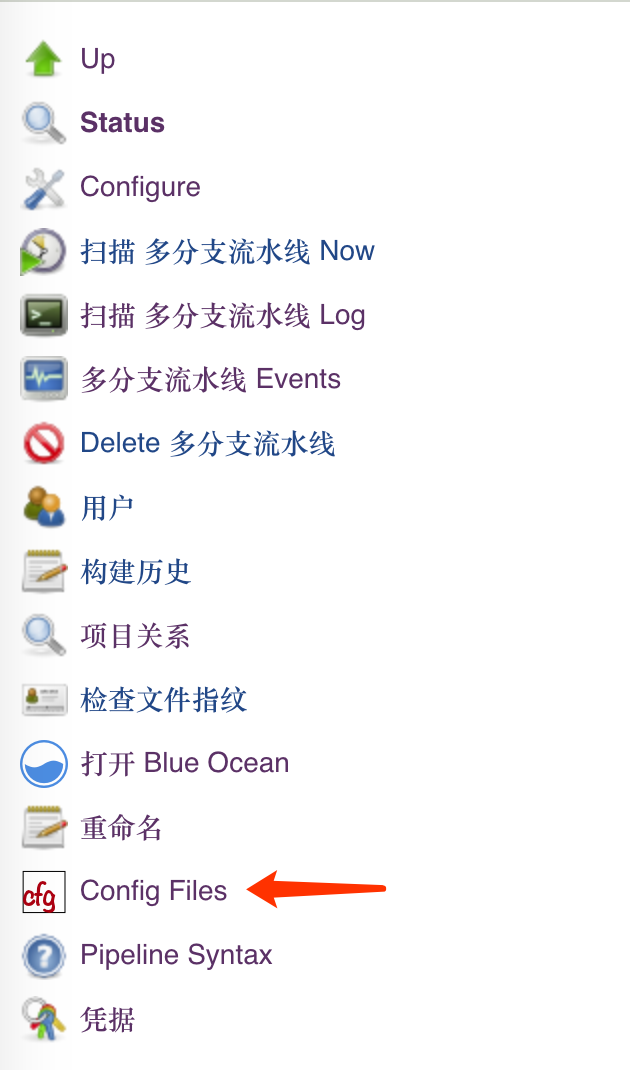 Up
Status
Configure
扫描 多分支流水线 Now
扫描 多分支流水线 Log
多分支流水线 Events
Delete 多分支流水线
用户
构建历史
项目关系
检查文件指纹
打开 Blue Ocean
重命名
cfg Config Files
Pipeline Syntax
凭据